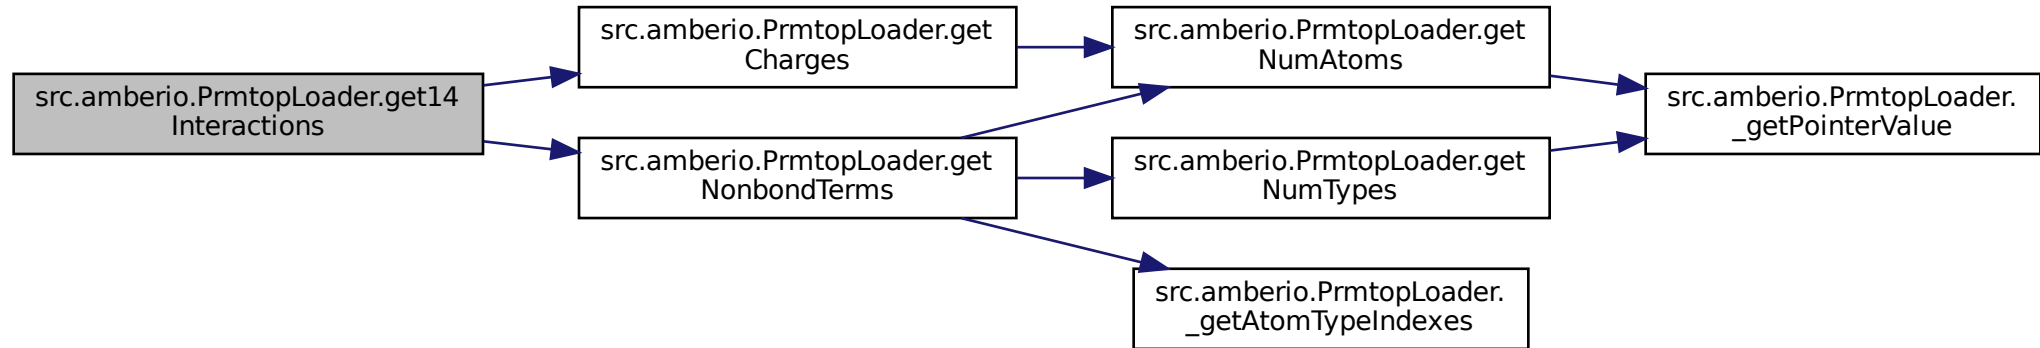 src.amberio.PrmtopLoader.get14
Interactions
src.amberio.PrmtopLoader.get
Charges
src.amberio.PrmtopLoader.get
NonbondTerms
src.amberio.PrmtopLoader.get
NumAtoms
src.amberio.PrmtopLoader.get
NumTypes
src.amberio.PrmtopLoader.
_getAtomTypeIndexes
src.amberio.PrmtopLoader.
_getPointerValue